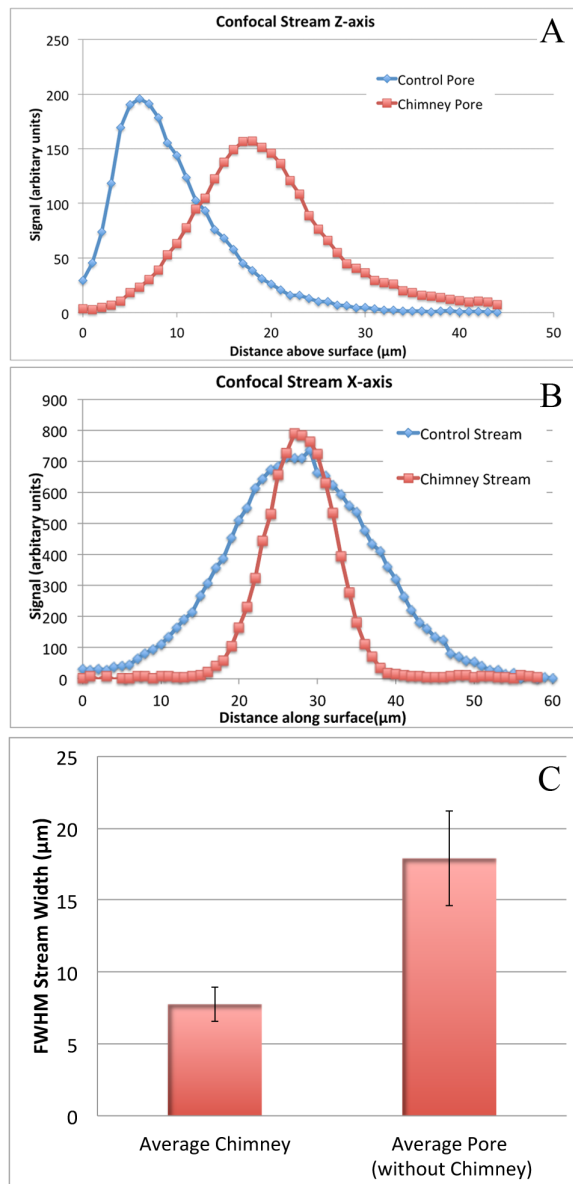 Confocal Stream Z-axis
A
250
200
150
100
50
0
Signal (arbitary units)
Control Pore
Chimney Pore
0 10 20 30 40 50
Distance above surface (µm)
Confocal Stream X-axis
B
900
800
700
600
500
400
300
200
100
0
Signal (arbitary units)
Control Stream
Chimney Stream
0 10 20 30 40 50 60
Distance along surface(µm)
C
25
20
15
10
5
0
FWHM Stream Width (µm)
Average Chimney
Average Pore
(without Chimney)